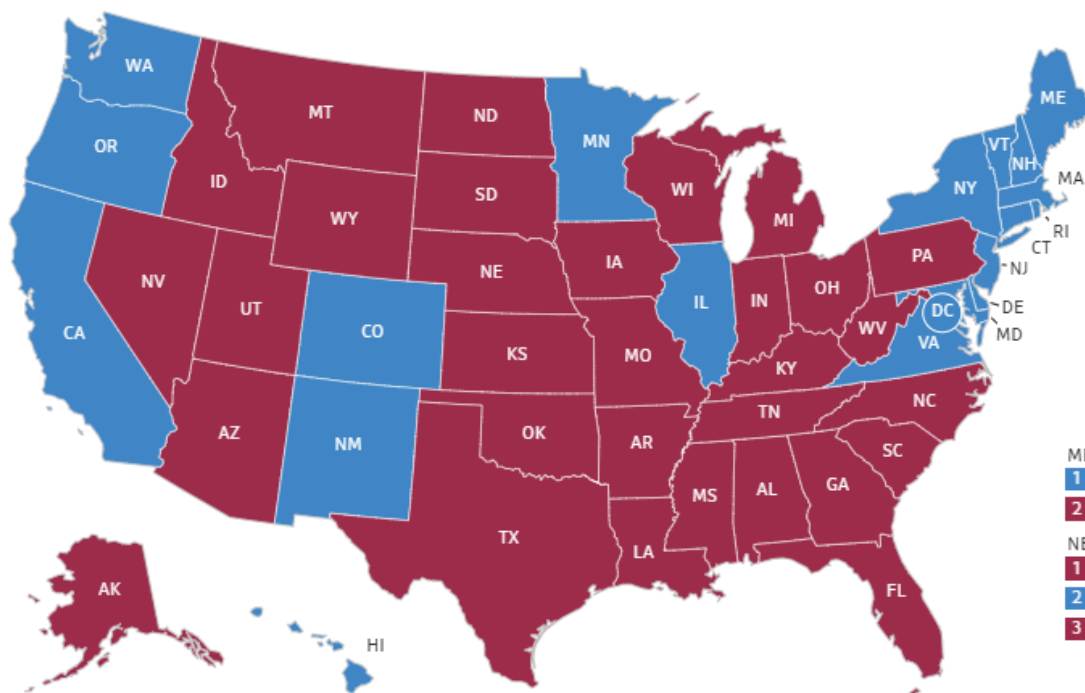 WA
MT
ND
MN
ME
OR
ID
VT
NH
SD
WI
MI
NY
MA
WY
RI
CT
NV
NE
IA
PA
NJ
UT
IL
IN
OH
DC
DE
CA
CO
KS
MO
WV
VA
MD
KY
AZ
NM
OK
AR
TN
NC
SC
MS
AL
GA
TX
LA
AK
FL
HI
1
2
NE
1
2
3